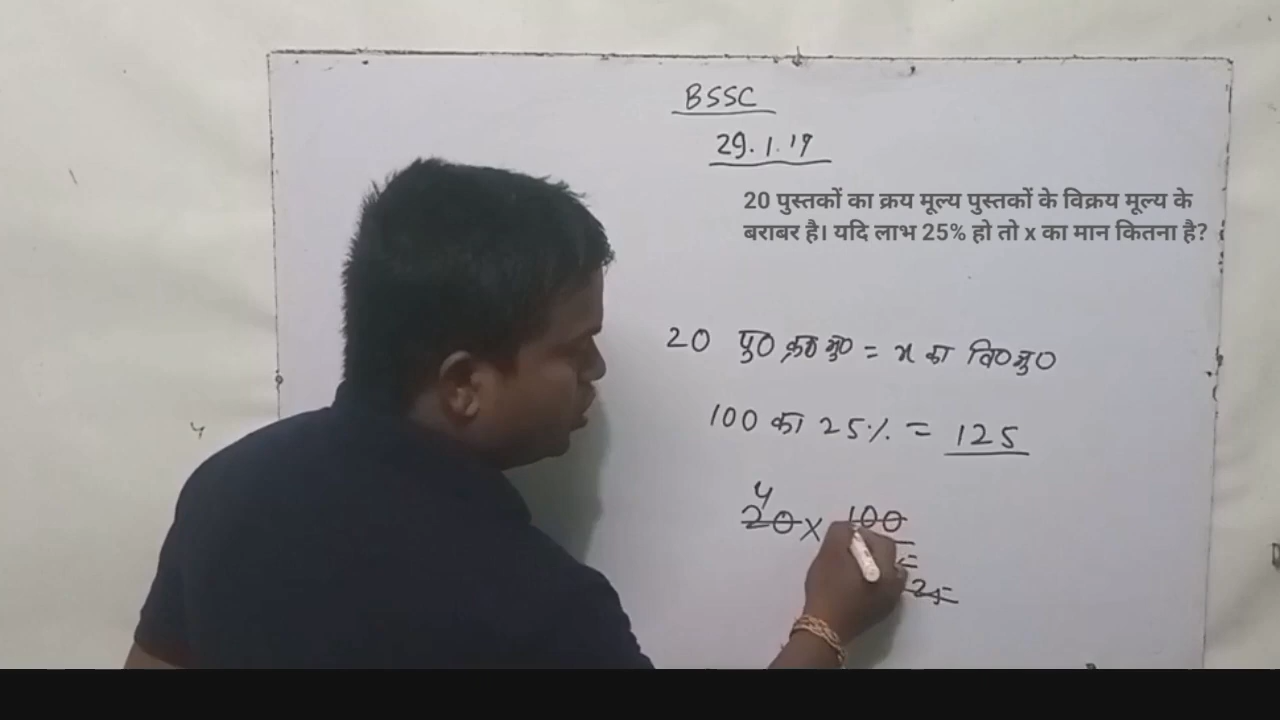 BSSC
29.1.19
20 पुस्तकों का क्रय मूल्य पुस्तकों के विक्रय मूल्य के
बराबर है। यदि लाभ 25% हो तो x का मान कितना है?
20 पु0 क्र0 मु0 = x का वि0 मु0
100 का 25% = 125
4
20 x 100
25